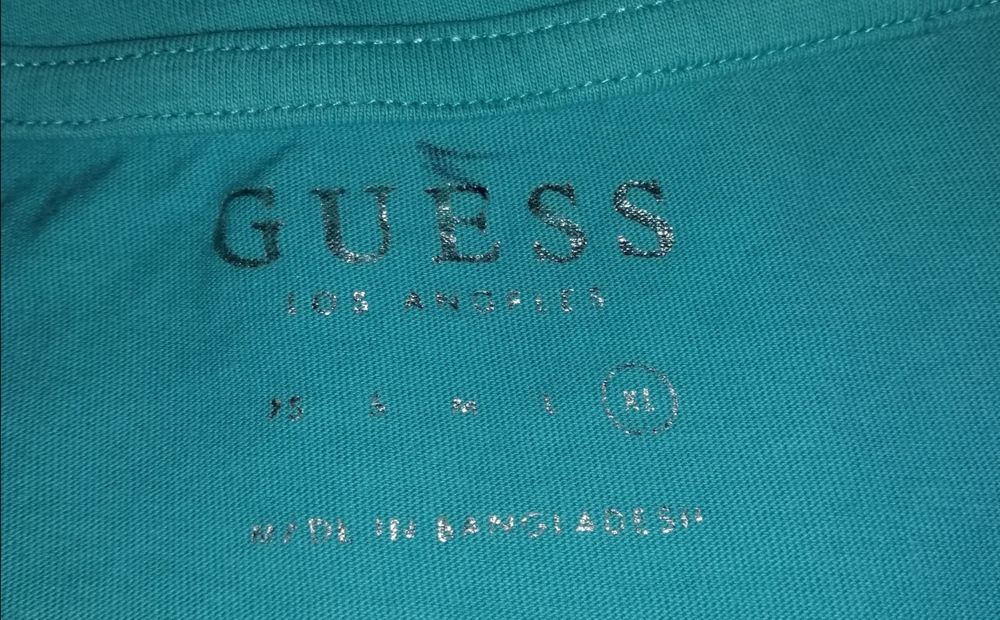 GUESS
LOS ANGELES
XS S M L XL
MADE IN BANGLADESH